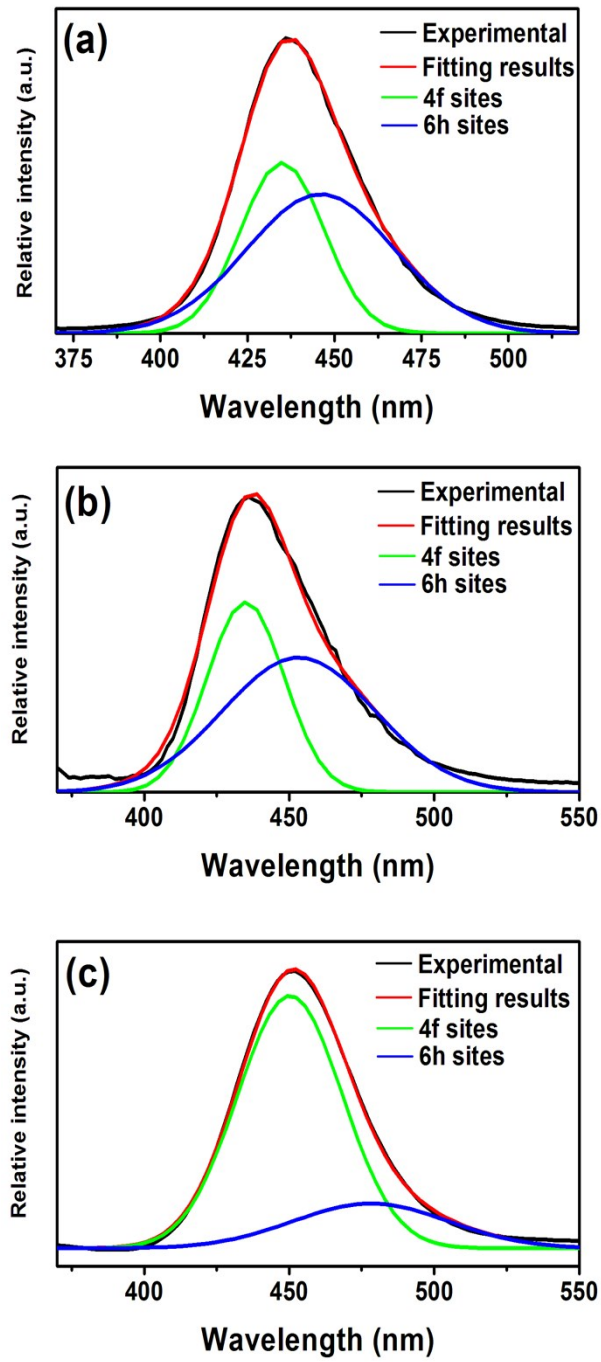 (a)
Experimental
Fitting results
4f sites
6h sites
Relative intensity (a.u.)
375 400 425 450 475 500
Wavelength (nm)
(b)
Experimental
Fitting results
4f sites
6h sites
Relative intensity (a.u.)
400 450 500 550
Wavelength (nm)
(c)
Experimental
Fitting results
4f sites
6h sites
Relative intensity (a.u.)
400 450 500 550
Wavelength (nm)